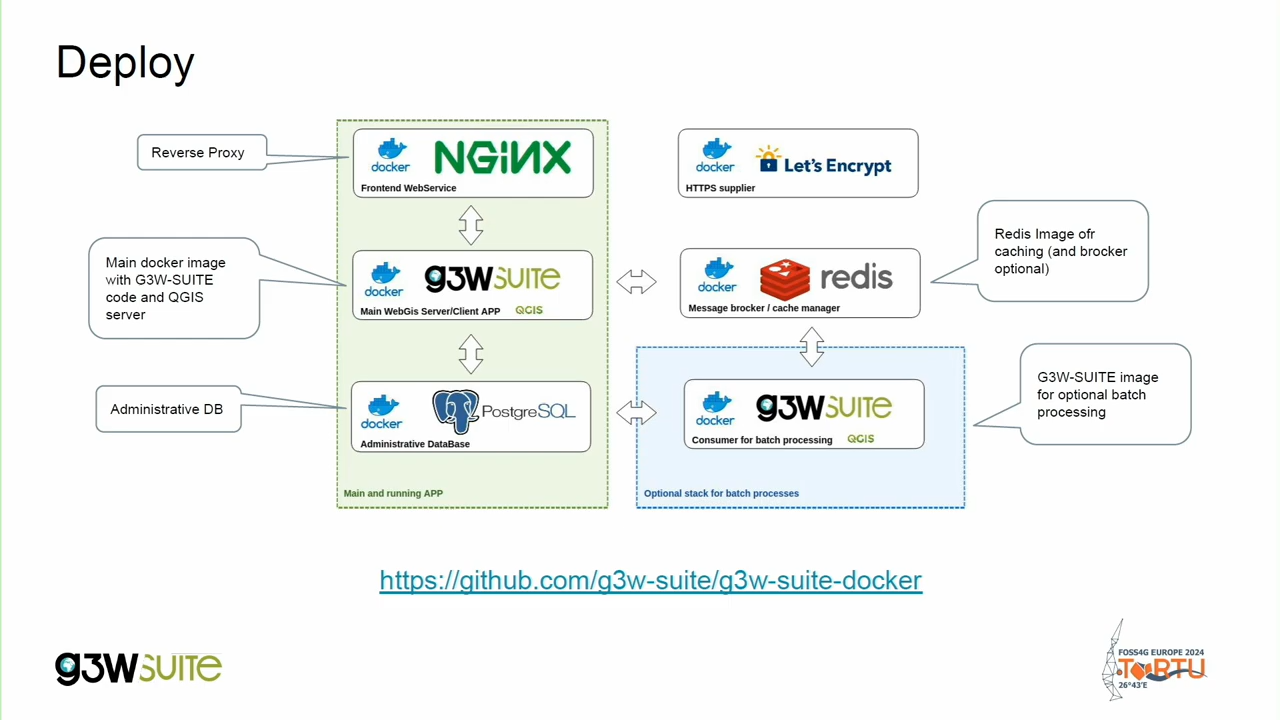 Deploy
Reverse Proxy
docker
NGiNX
Frontend WebService
docker
Let's Encrypt
HTTPS supplier
Main docker image
with G3W-SUITE
code and QGIS
server
docker
g3wSUITE
Main WebGis Server/Client APP QGIS
docker
redis
Message brocker / cache manager
Redis Image ofr
caching (and brocker
optional)
Administrative DB
docker
PostgreSQL
Administrative DataBase
docker
g3wSUITE
Consumer for batch processing QGIS
G3W-SUITE image
for optional batch
processing
Main and running APP
Optional stack for batch processes
https://github.com/g3w-suite/g3w-suite-docker
g3wSUITE
FOSS4G EUROPE 2024
TARTU
26°43'E